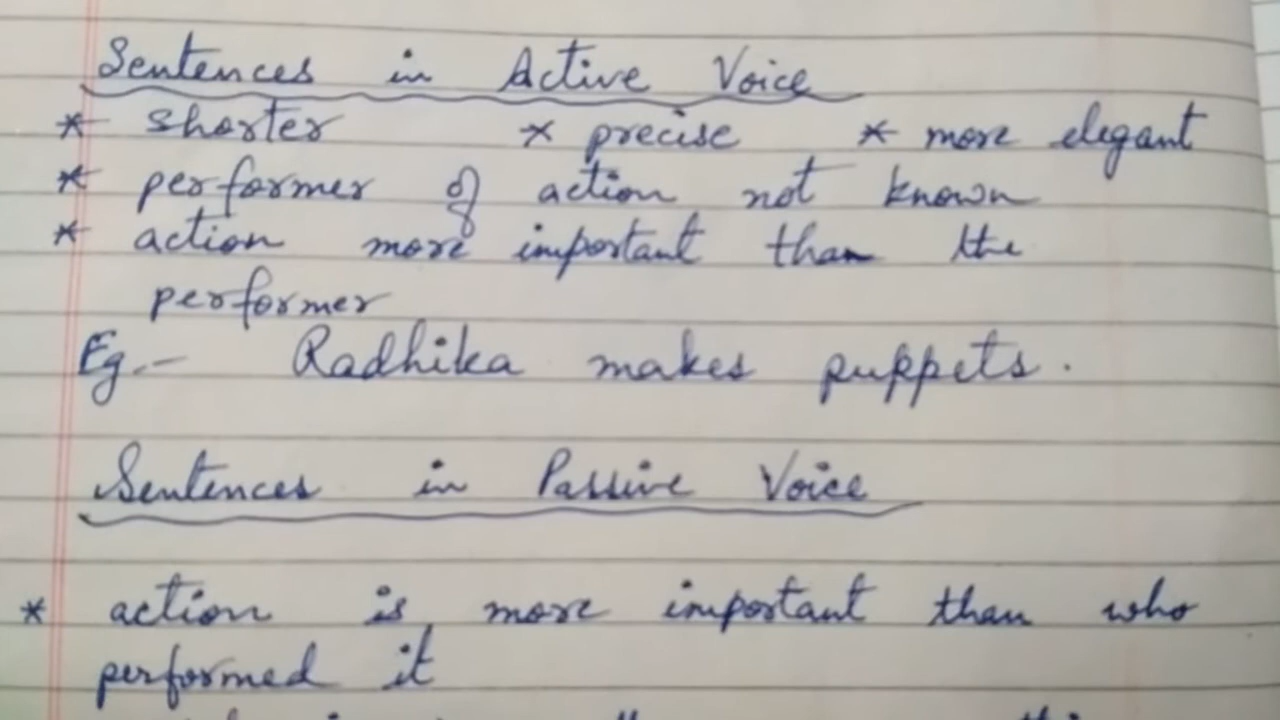 Sentences in Active Voice
* shorter * precise * more elegant
* performer of action not known
* action more important than the
performer
Eg.- Radhika makes puppets.
Sentences in Passive Voice
* action is more important than who
performed it